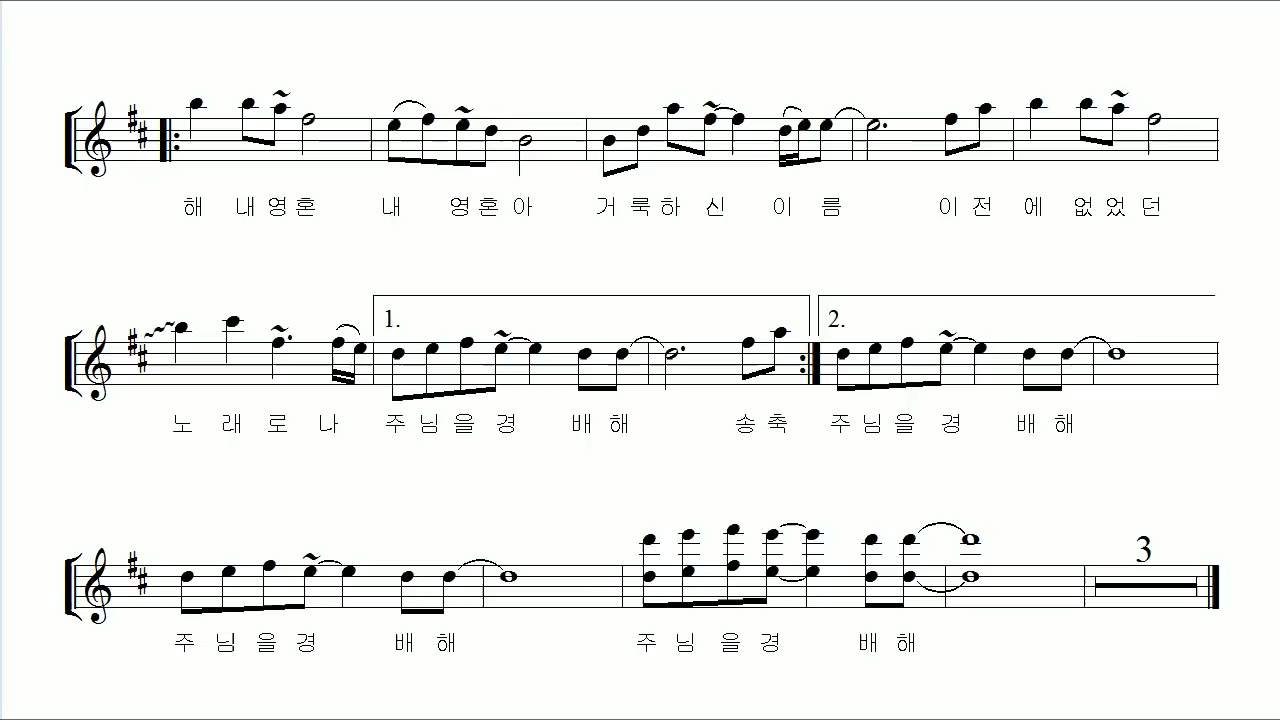 해 내영혼 내 영혼아 거룩하신 이름 이전에 없었던
1. 2.
노래로나 주님을경배해 송축 주님을경배해
3
주님을경배해 주님을경배해